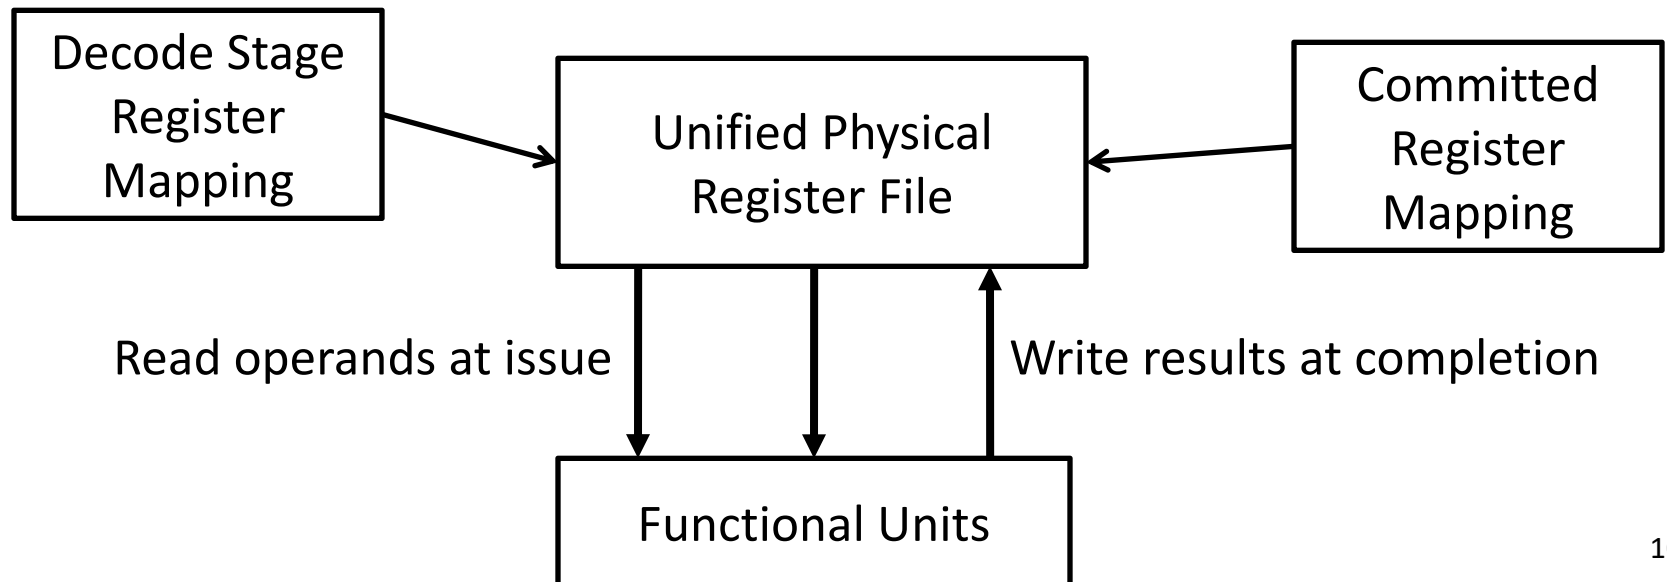 Decode Stage
Register
Mapping
Unified Physical
Register File
Committed
Register
Mapping
Read operands at issue
Write results at completion
Functional Units
1